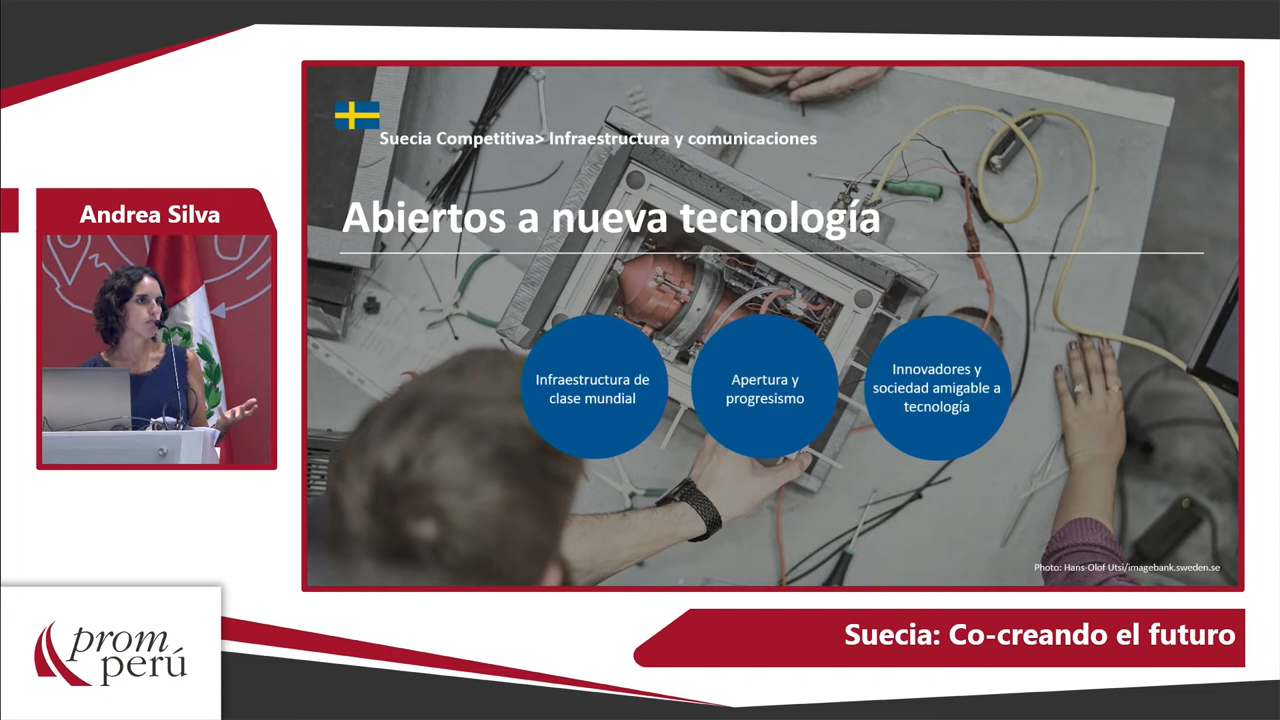 Andrea Silva
Suecia Competitiva> Infraestructura y comunicaciones
Abiertos a nueva tecnología
Infraestructura de
clase mundial
Apertura y
progresismo
Innovadores y
sociedad amigable a
tecnología
Photo: Hans-Olof Utsi/imagebank.sweden.se
Suecia: Co-creando el futuro
prom
perú